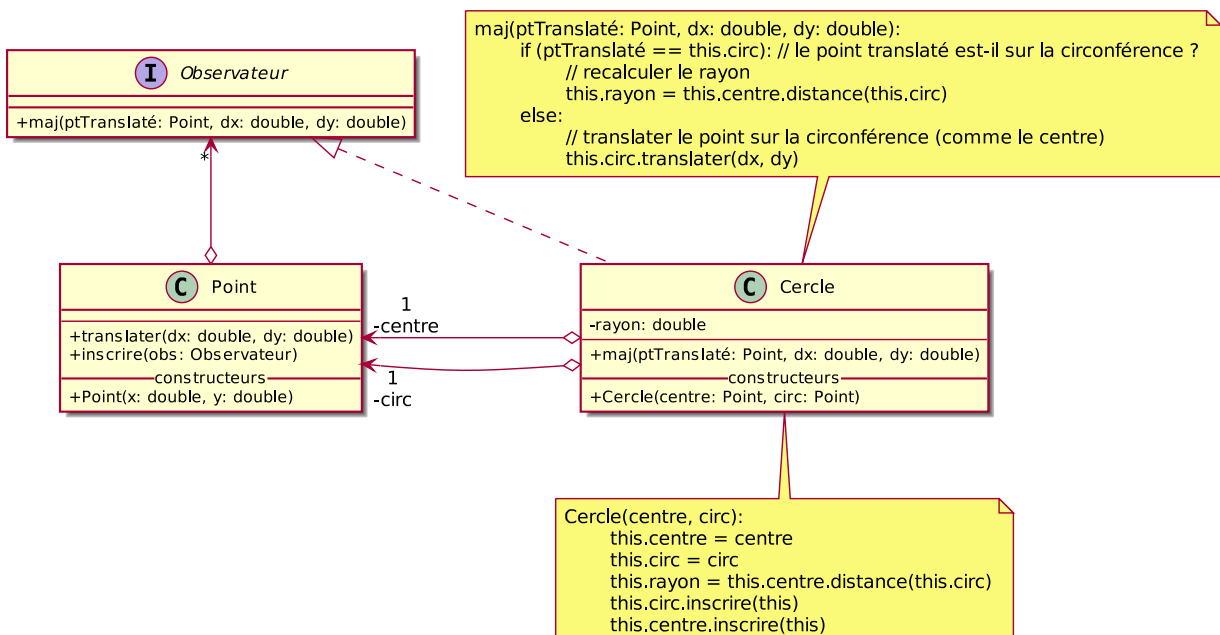 maj(ptTranslaté: Point, dx: double, dy: double):
if (ptTranslaté == this.circ): // le point translaté est-il sur la circonférence ?
// recalculer le rayon
this.rayon = this.centre.distance(this.circ)
else:
// translater le point sur la circonférence (comme le centre)
this.circ.translater(dx, dy)
I Observateur
+maj(ptTranslaté: Point, dx: double, dy: double)
*
C Point
+translater(dx: double, dy: double)
+inscrire(obs: Observateur)
constructeurs
+Point(x: double, y: double)
1
-centre
1
-circ
C Cercle
-rayon: double
+maj(ptTranslaté: Point, dx: double, dy: double)
constructeurs
+Cercle(centre: Point, circ: Point)
Cercle(centre, circ):
this.centre = centre
this.circ = circ
this.rayon = this.centre.distance(this.circ)
this.circ.inscrire(this)
this.centre.inscrire(this)